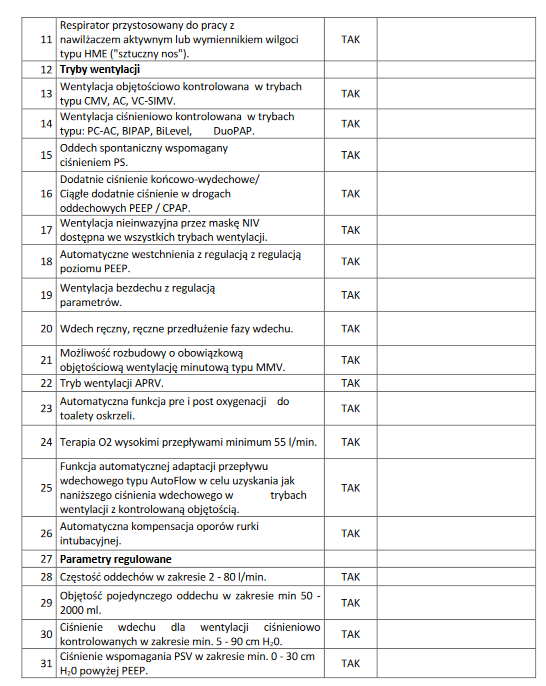 Respirator przystosowany do pracy z
11 nawilżaczem aktywnym lub wymiennikiem wilgoci TAK
typu HME ("sztuczny nos").
12 Tryby wentylacji
13 Wentylacja objętościowo kontrolowana w trybach TAK
typu CMV, AC, VC-SIMV.
14 Wentylacja ciśnieniowo kontrolowana w trybach TAK
typu: PC-AC, BIPAP, BiLevel, DuoPAP.
15 Oddech spontaniczny wspomagany TAK
ciśnieniem PS.
Dodatnie ciśnienie końcowo-wydechowe/
16 Ciągłe dodatnie ciśnienie w drogach TAK
oddechowych PEEP / CPAP.
17 Wentylacja nieinwazyjna przez maskę NIV TAK
dostępna we wszystkich trybach wentylacji.
18 Automatyczne westchnienia z regulacją z regulacją TAK
poziomu PEEP.
19 Wentylacja bezdechu z regulacją TAK
parametrów.
20 Wdech ręczny, ręczne przedłużenie fazy wdechu. TAK
21 Możliwość rozbudowy o obowiązkową TAK
objętościową wentylację minutową typu MMV.
22 Tryb wentylacji APRV. TAK
23 Automatyczna funkcja pre i post oxygenacji do TAK
toalety oskrzeli.
24 Terapia O2 wysokimi przepływami minimum 55 l/min. TAK
Funkcja automatycznej adaptacji przepływu
25 wdechowego typu AutoFlow w celu uzyskania jak TAK
naniższego ciśnienia wdechowego w trybach
wentylacji z kontrolowaną objętością.
26 Automatyczna kompensacja oporów rurki TAK
intubacyjnej.
27 Parametry regulowane
28 Częstość oddechów w zakresie 2 - 80 l/min. TAK
29 Objętość pojedynczego oddechu w zakresie min 50 - TAK
2000 ml.
30 Ciśnienie wdechu dla wentylacji ciśnieniowo TAK
kontrolowanych w zakresie min. 5 - 90 cm H₂0.
31 Ciśnienie wspomagania PSV w zakresie min. 0 - 30 cm TAK
H₂0 powyżej PEEP.